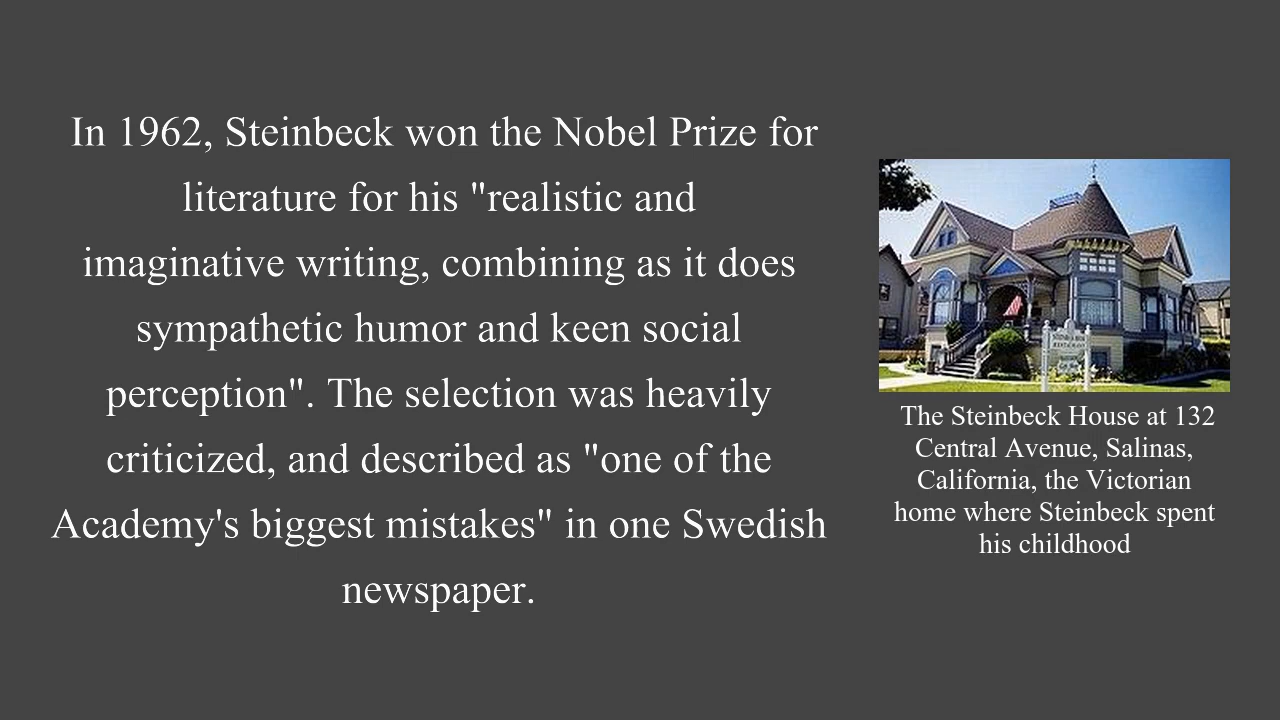 In 1962, Steinbeck won the Nobel Prize for
literature for his "realistic and
imaginative writing, combining as it does
sympathetic humor and keen social
perception". The selection was heavily
criticized, and described as "one of the
Academy's biggest mistakes" in one Swedish
newspaper.
The Steinbeck House at 132
Central Avenue, Salinas,
California, the Victorian
home where Steinbeck spent
his childhood